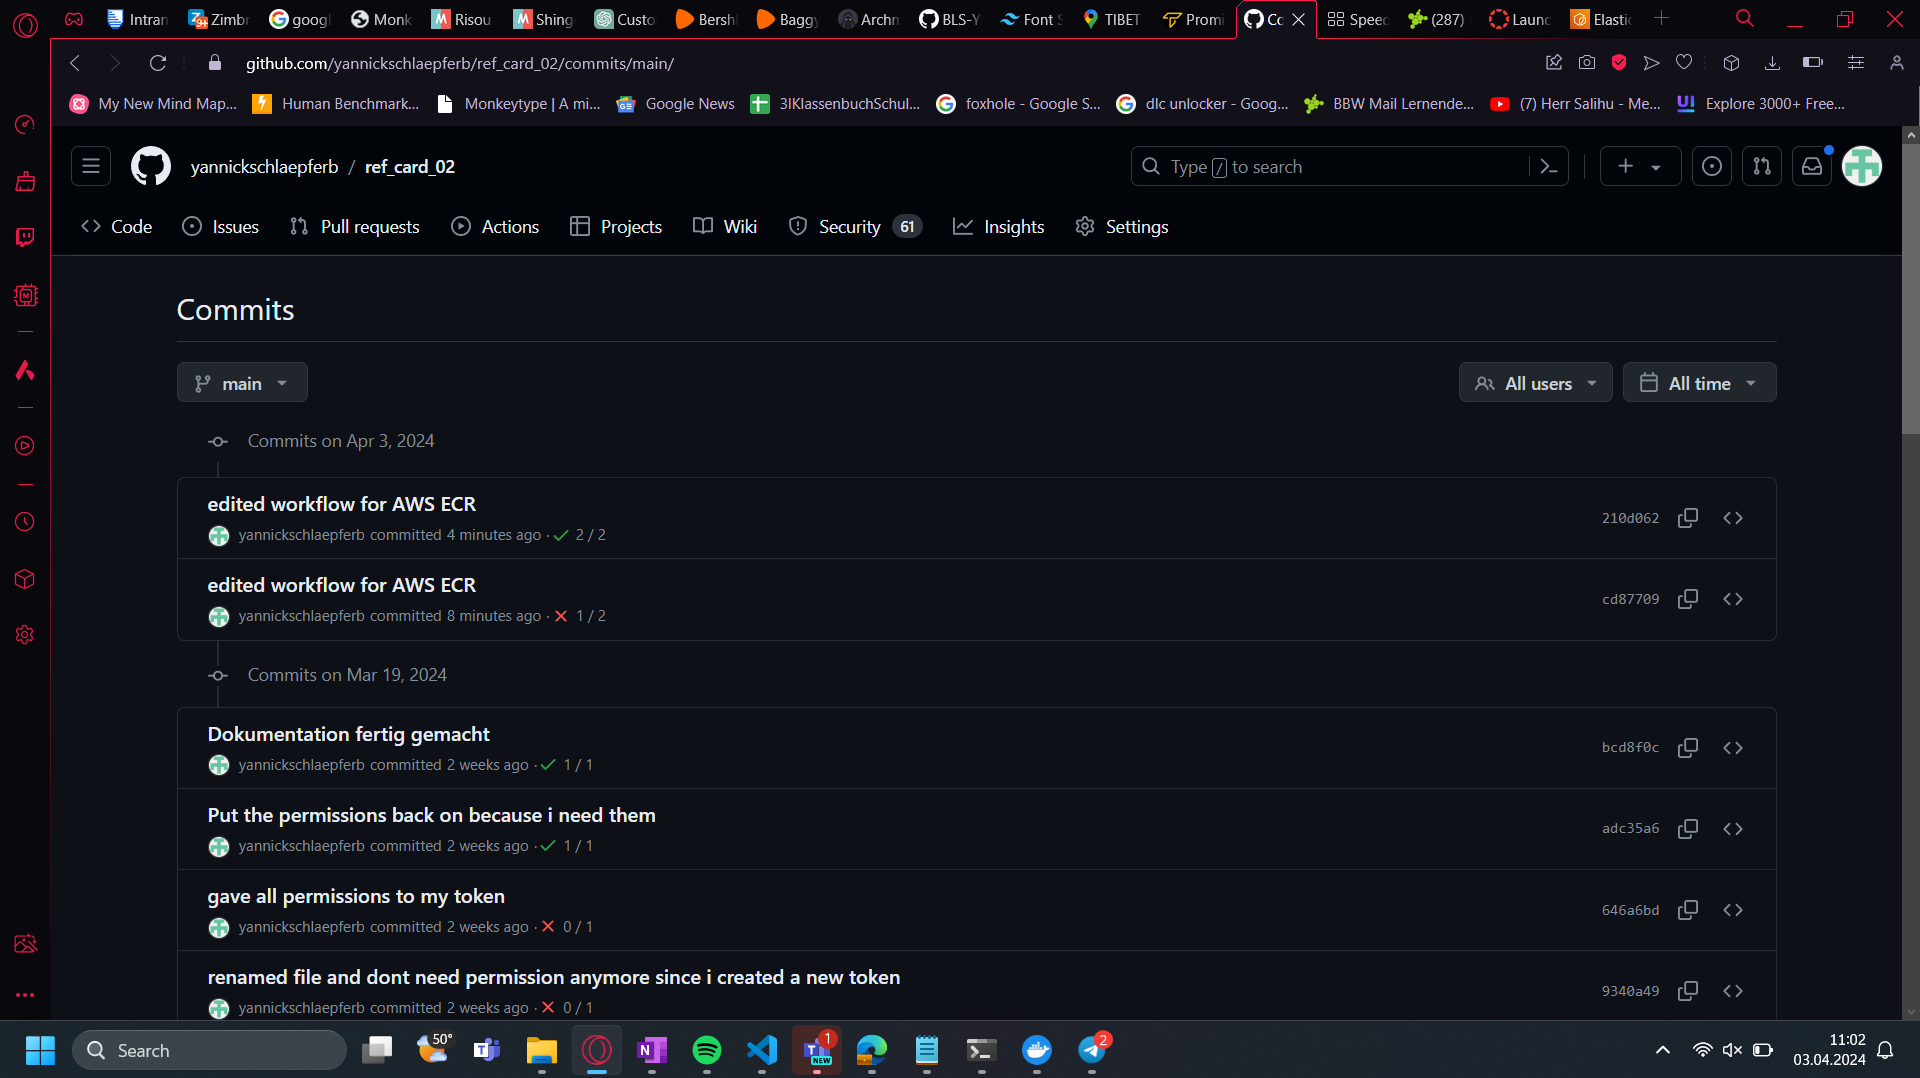 Intran
Zimbr
googl
Monk
Risou
Shing
Custo
Bershl
Baggy
Archm
BLS-Y
Font S
TIBET
Promi
Co
Speed
(287)
Launc
Elastic
github.com/yannickschlaepferb/ref_card_02/commits/main/
My New Mind Map...
Human Benchmark...
Monkeytype | A mi...
Google News
3IKlassenbuchSchul...
foxhole - Google S...
dlc unlocker - Goog...
BBW Mail Lernende...
(7) Herr Salihu - Me...
Explore 3000+ Free...
yannickschlaepferb / ref_card_02
Type / to search
Code
Issues
Pull requests
Actions
Projects
Wiki
Security 61
Insights
Settings
Commits
main
All users
All time
Commits on Apr 3, 2024
edited workflow for AWS ECR
yannickschlaepferb committed 4 minutes ago · 2 / 2
210d062
edited workflow for AWS ECR
yannickschlaepferb committed 8 minutes ago · 1 / 2
cd87709
Commits on Mar 19, 2024
Dokumentation fertig gemacht
yannickschlaepferb committed 2 weeks ago · 1 / 1
bcd8f0c
Put the permissions back on because i need them
yannickschlaepferb committed 2 weeks ago · 1 / 1
adc35a6
gave all permissions to my token
yannickschlaepferb committed 2 weeks ago · 0 / 1
646a6bd
renamed file and dont need permission anymore since i created a new token
yannickschlaepferb committed 2 weeks ago · 0 / 1
9340a49
Search
50°
1
NEW
2
11:02
03.04.2024